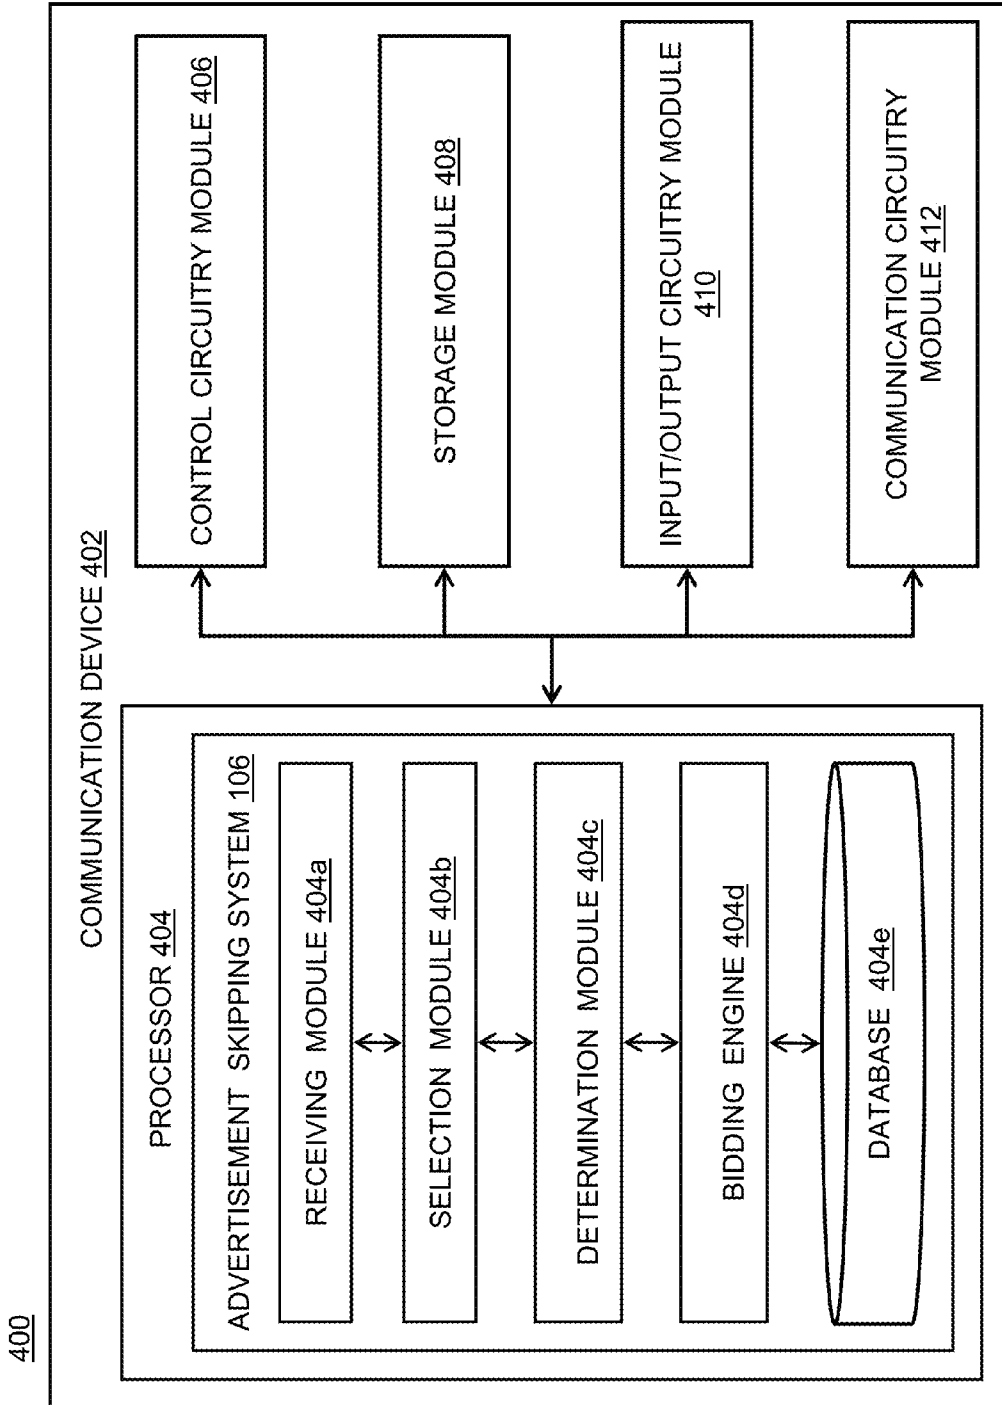 400
COMMUNICATION DEVICE 402
PROCESSOR 404
ADVERTISEMENT SKIPPING SYSTEM 106
RECEIVING MODULE 404a
SELECTION MODULE 404b
DETERMINATION MODULE 404c
BIDDING ENGINE 404d
DATABASE 404e
CONTROL CIRCUITRY MODULE 406
STORAGE MODULE 408
INPUT/OUTPUT CIRCUITRY MODULE
410
COMMUNICATION CIRCUITRY
MODULE 412